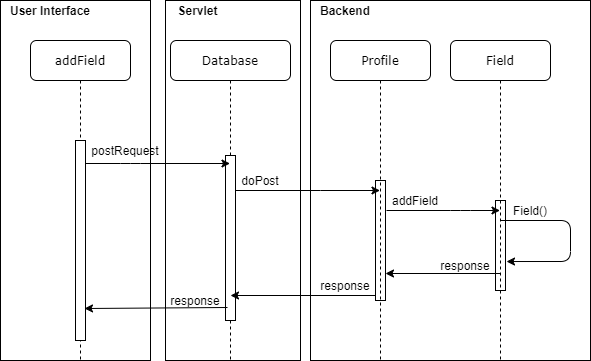 User Interface
Servlet
Backend
addField
Database
Profile
Field
postRequest
doPost
addField
Field()
response
response
response